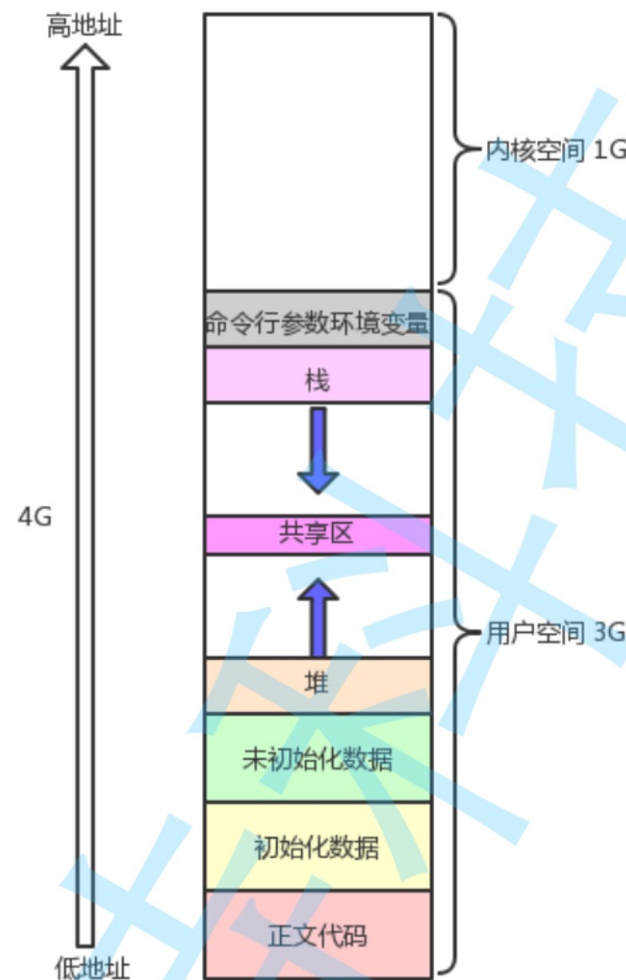 高地址
内核空间 1G
命令行参数环境变量
栈
4G
共享区
用户空间 3G
堆
未初始化数据
初始化数据
正文代码
低地址